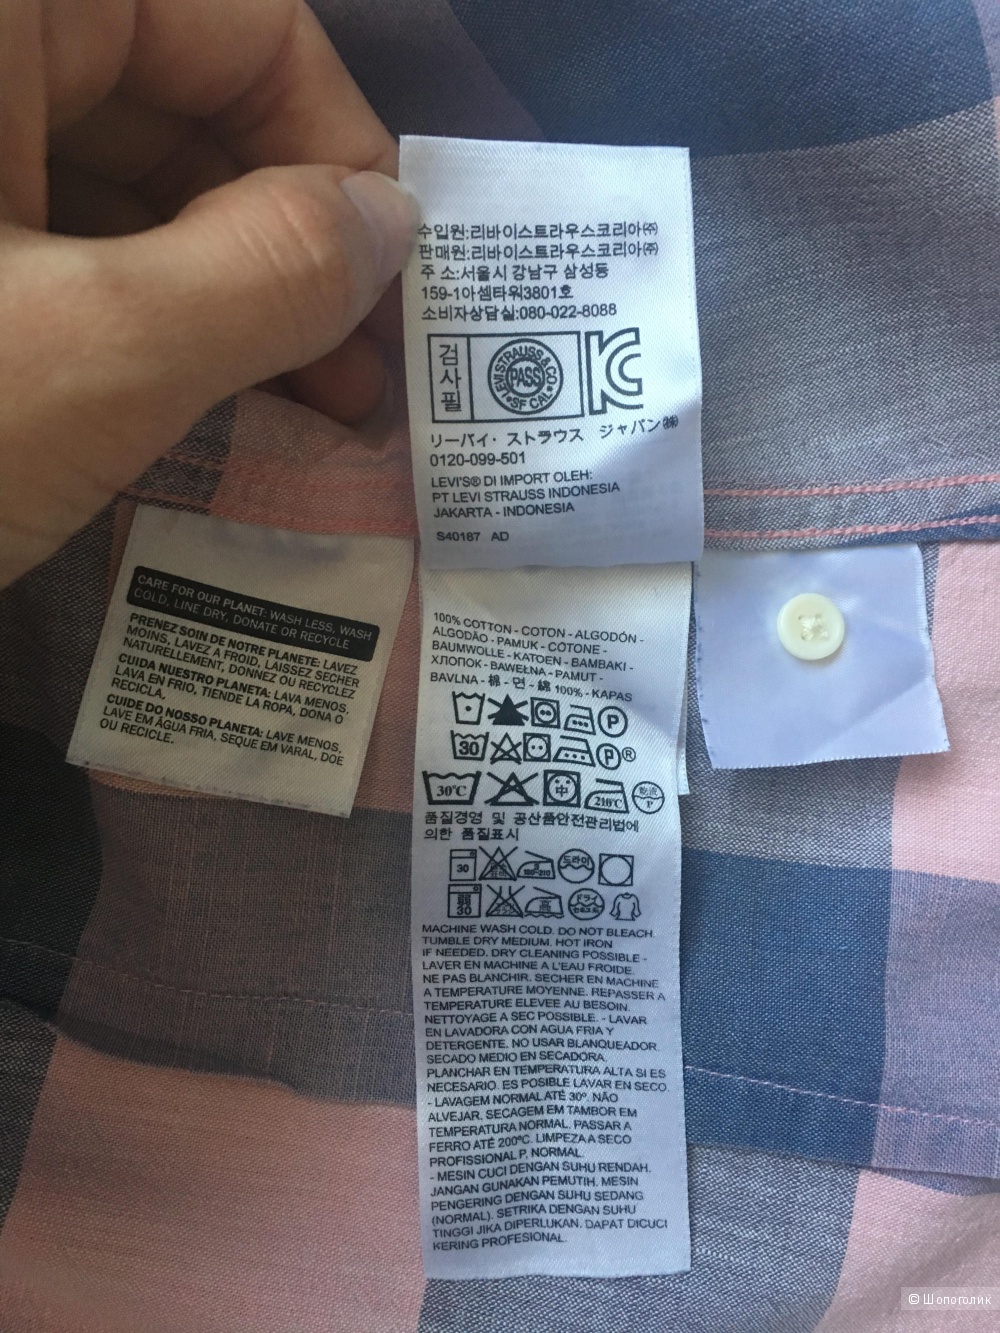 수입원:리바이스트라우스코리아㈜
판매원:리바이스트라우스코리아㈜
주 소:서울시 강남구 삼성동
159-1아셈타워3801호
소비자상담실:080-022-8088
검사필
LEVI STRAUSS & CO
PASS
SF CAL
KC
リーバイ・ストラウス ジャパン㈱
0120-099-501
LEVI'S® DI IMPORT OLEH:
PT LEVI STRAUSS INDONESIA
JAKARTA - INDONESIA
S40187 AD
CARE FOR OUR PLANET: WASH LESS, WASH
COLD, LINE DRY, DONATE OR RECYCLE
PRENEZ SOIN DE NOTRE PLANETE: LAVEZ
MOINS, LAVEZ A FROID, LAISSEZ SECHER
NATURELLEMENT, DONNEZ OU RECYCLEZ
CUIDA NUESTRO PLANETA: LAVA MENOS,
LAVA EN FRIO, TIENDE LA ROPA, DONA O
RECICLA.
CUIDE DO NOSSO PLANETA: LAVE MENOS,
LAVE EM ÁGUA FRIA, SEQUE EM VARAL, DOE
OU RECICLE.
100% COTTON - COTON - ALGODÓN -
ALGODÃO - PAMUK - COTONE -
BAUMWOLLE - KATOEN - BAMBAKI -
ХЛОПОК - BAWEŁNA - PAMUT -
BAVLNA - 棉 - 면 - 綿 100% - KAPAS
P
30 P ®
30°C 中 210°C P
품질경영 및 공산품안전관리법에
의한 품질표시
30 드라이
30 ドライ
MACHINE WASH COLD. DO NOT BLEACH.
TUMBLE DRY MEDIUM. HOT IRON
IF NEEDED. DRY CLEANING POSSIBLE -
LAVER EN MACHINE A L'EAU FROIDE.
NE PAS BLANCHIR. SECHER EN MACHINE
A TEMPERATURE MOYENNE. REPASSER A
TEMPERATURE ELEVEE AU BESOIN.
NETTOYAGE A SEC POSSIBLE. - LAVAR
EN LAVADORA CON AGUA FRIA Y
DETERGENTE. NO USAR BLANQUEADOR.
SECADO MEDIO EN SECADORA.
PLANCHAR EN TEMPERATURA ALTA SI ES
NECESARIO. ES POSIBLE LAVAR EN SECO.
- LAVAGEM NORMAL ATÉ 30º. NÃO
ALVEJAR. SECAGEM EM TAMBOR EM
TEMPERATURA NORMAL. PASSAR A
FERRO ATÉ 200ºC. LIMPEZA A SECO
PROFISSIONAL P, NORMAL.
- MESIN CUCI DENGAN SUHU RENDAH.
JANGAN GUNAKAN PEMUTIH. MESIN
PENGERING DENGAN SUHU SEDANG
(NORMAL). SETRIKA DENGAN SUHU
TINGGI JIKA DIPERLUKAN. DAPAT DICUCI
KERING PROFESIONAL.
© Шопоголик